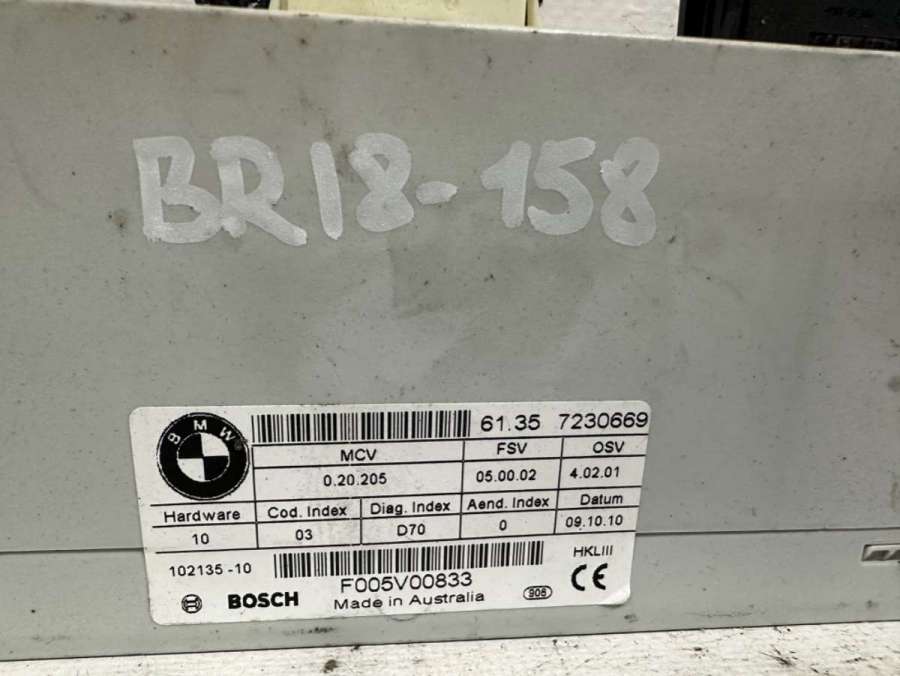 BR18-158
BMW
61.35 7230669
MCV FSV OSV
0.20.205 05.00.02 4.02.01
Hardware Cod. Index Diag. Index Aend. Index Datum
10 03 D70 0 09.10.10
102135-10 HKLIII
F005V00833
BOSCH Made in Australia 906 CE